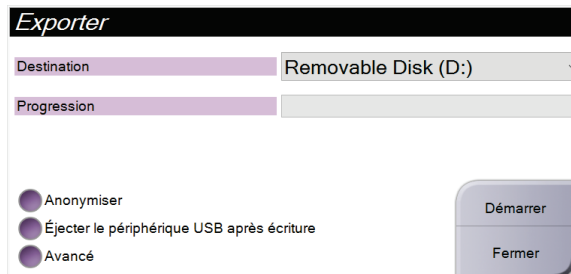 Exporter
Destination
Removable Disk (D:)
Progression
Anonymiser
Éjecter le périphérique USB après écriture
Avancé
Démarrer
Fermer